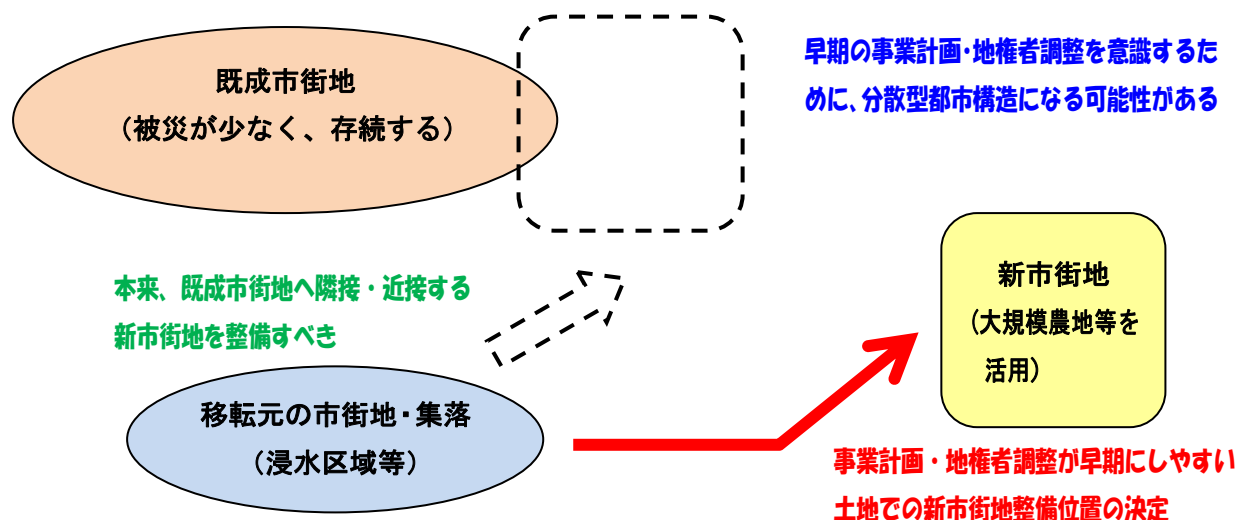 既成市街地
（被災が少なく、存続する）
早期の事業計画・地権者調整を意識するた
めに、分散型都市構造になる可能性がある
本来、既成市街地へ隣接・近接する
新市街地を整備すべき
新市街地
（大規模農地等を
活用）
移転元の市街地・集落
（浸水区域等）
事業計画・地権者調整が早期にしやすい
土地での新市街地整備位置の決定